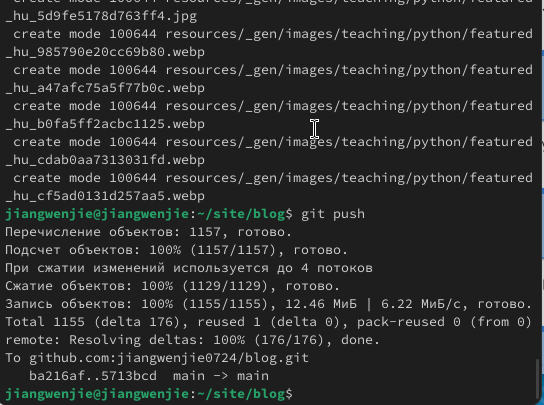 create mode 100644 resources/_gen/images/teaching/python/featured
_hu_5d9fe5178d763ff4.jpg
create mode 100644 resources/_gen/images/teaching/python/featured
_hu_985790e20cc69b80.webp
create mode 100644 resources/_gen/images/teaching/python/featured
_hu_a47afc75a5f77b0c.webp
create mode 100644 resources/_gen/images/teaching/python/featured
_hu_b0fa5ff2acbc1125.webp
create mode 100644 resources/_gen/images/teaching/python/featured
_hu_cdab0aa7313031fd.webp
create mode 100644 resources/_gen/images/teaching/python/featured
_hu_cf5ad0131d257aa5.webp
jiangwenjie@jiangwenjie:~/site/blog$ git push
Перечисление объектов: 1157, готово.
Подсчет объектов: 100% (1157/1157), готово.
При сжатии изменений используется до 4 потоков
Сжатие объектов: 100% (1129/1129), готово.
Запись объектов: 100% (1155/1155), 12.46 МиБ | 6.22 МиБ/с, готово.
Total 1155 (delta 176), reused 1 (delta 0), pack-reused 0 (from 0)
remote: Resolving deltas: 100% (176/176), done.
To github.com:jiangwenjie0724/blog.git
ba216af..5713bcd  main -> main
jiangwenjie@jiangwenjie:~/site/blog$